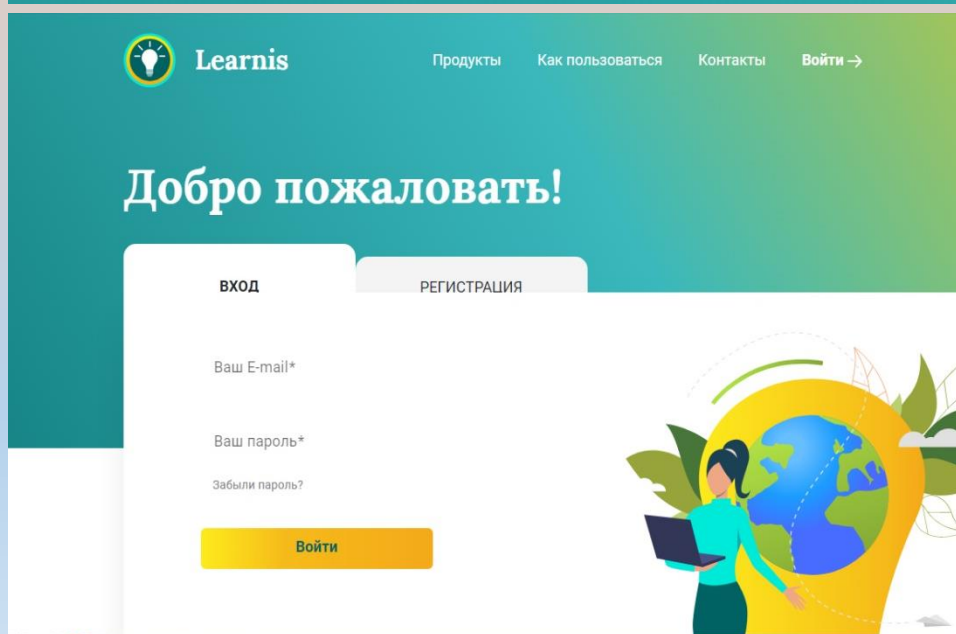 Learnis
Продукты Как пользоваться Контакты Войти →
Добро пожаловать!
ВХОД РЕГИСТРАЦИЯ
Ваш E-mail*
Ваш пароль*
Забыли пароль?
Войти